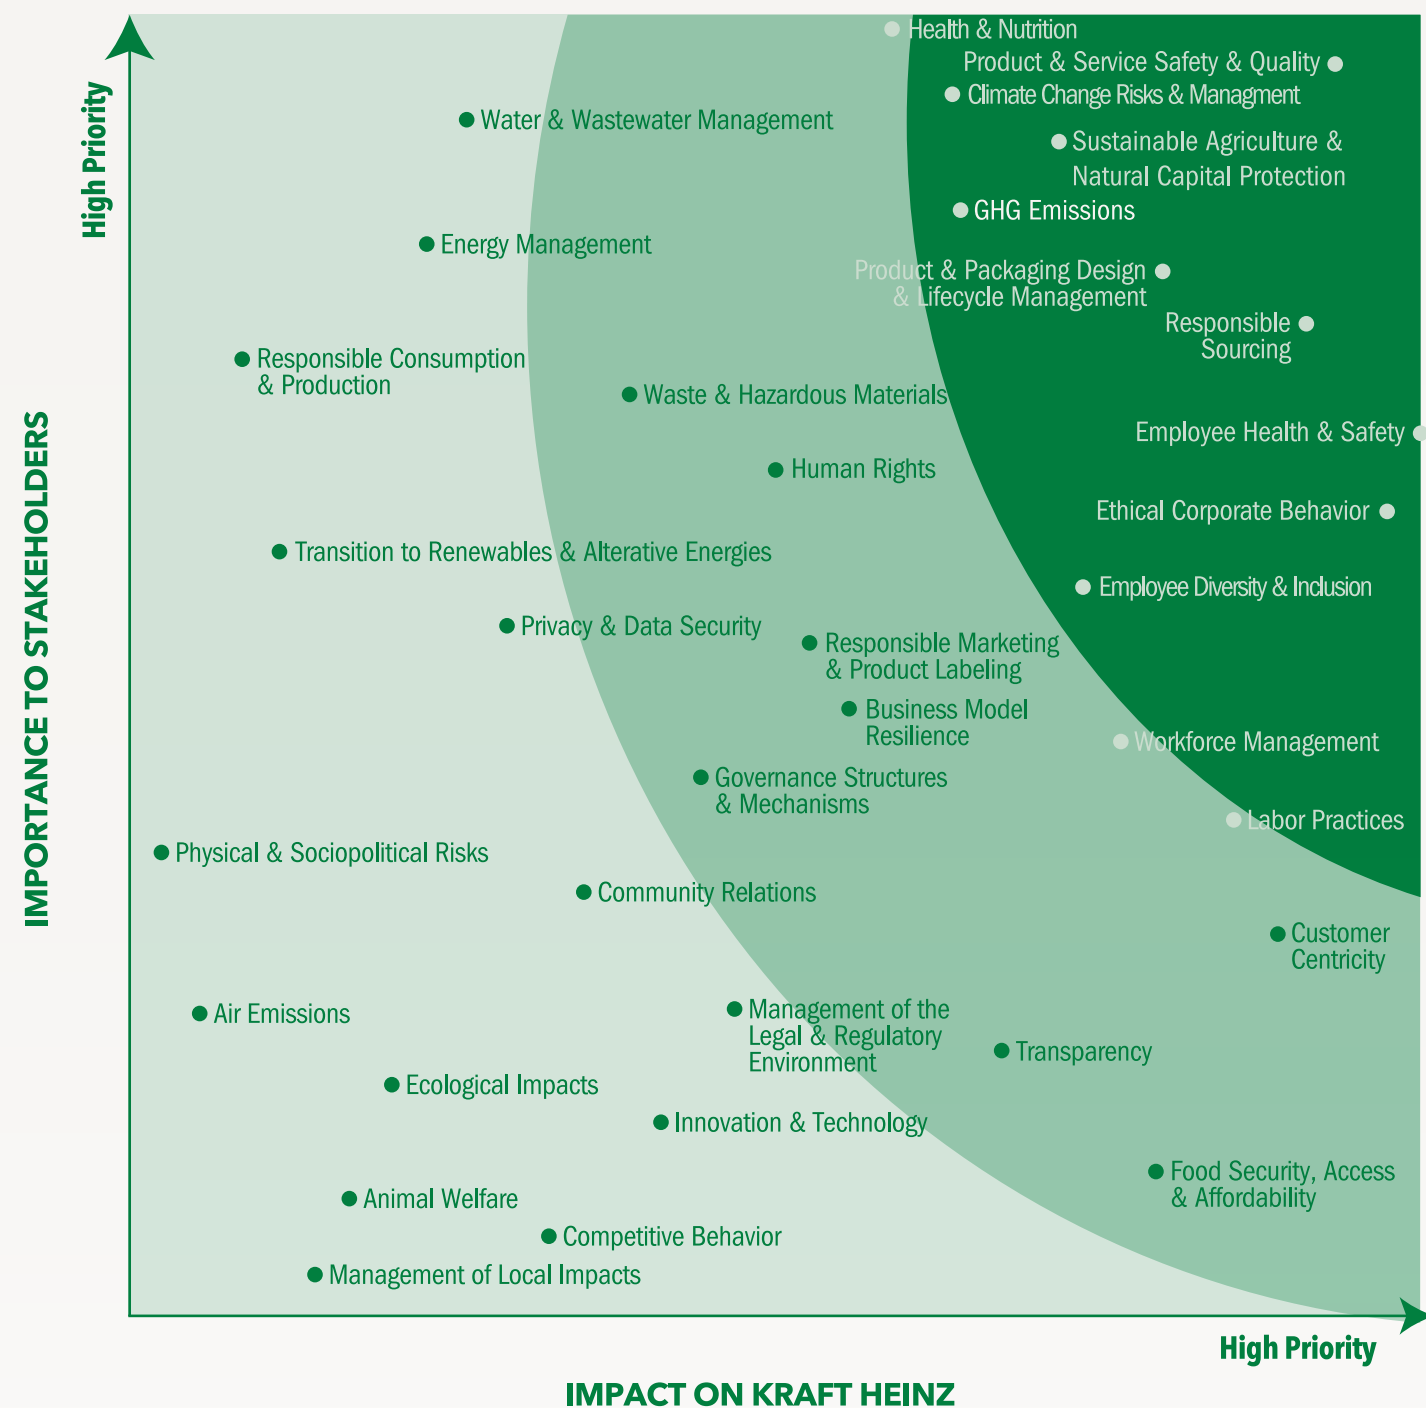 High Priority
IMPORTANCE TO STAKEHOLDERS
Health & Nutrition
Product & Service Safety & Quality
Climate Change Risks & Managment
Water & Wastewater Management
Sustainable Agriculture &
Natural Capital Protection
GHG Emissions
Energy Management
Product & Packaging Design
& Lifecycle Management
Responsible
Sourcing
Responsible Consumption
& Production
Waste & Hazardous Materials
Employee Health & Safety
Human Rights
Ethical Corporate Behavior
Transition to Renewables & Alterative Energies
Employee Diversity & Inclusion
Privacy & Data Security
Responsible Marketing
& Product Labeling
Business Model
Resilience
Workforce Management
Governance Structures
& Mechanisms
Labor Practices
Physical & Sociopolitical Risks
Community Relations
Customer
Centricity
Air Emissions
Management of the
Legal & Regulatory
Environment
Transparency
Ecological Impacts
Innovation & Technology
Food Security, Access
& Affordability
Animal Welfare
Competitive Behavior
Management of Local Impacts
High Priority
IMPACT ON KRAFT HEINZ